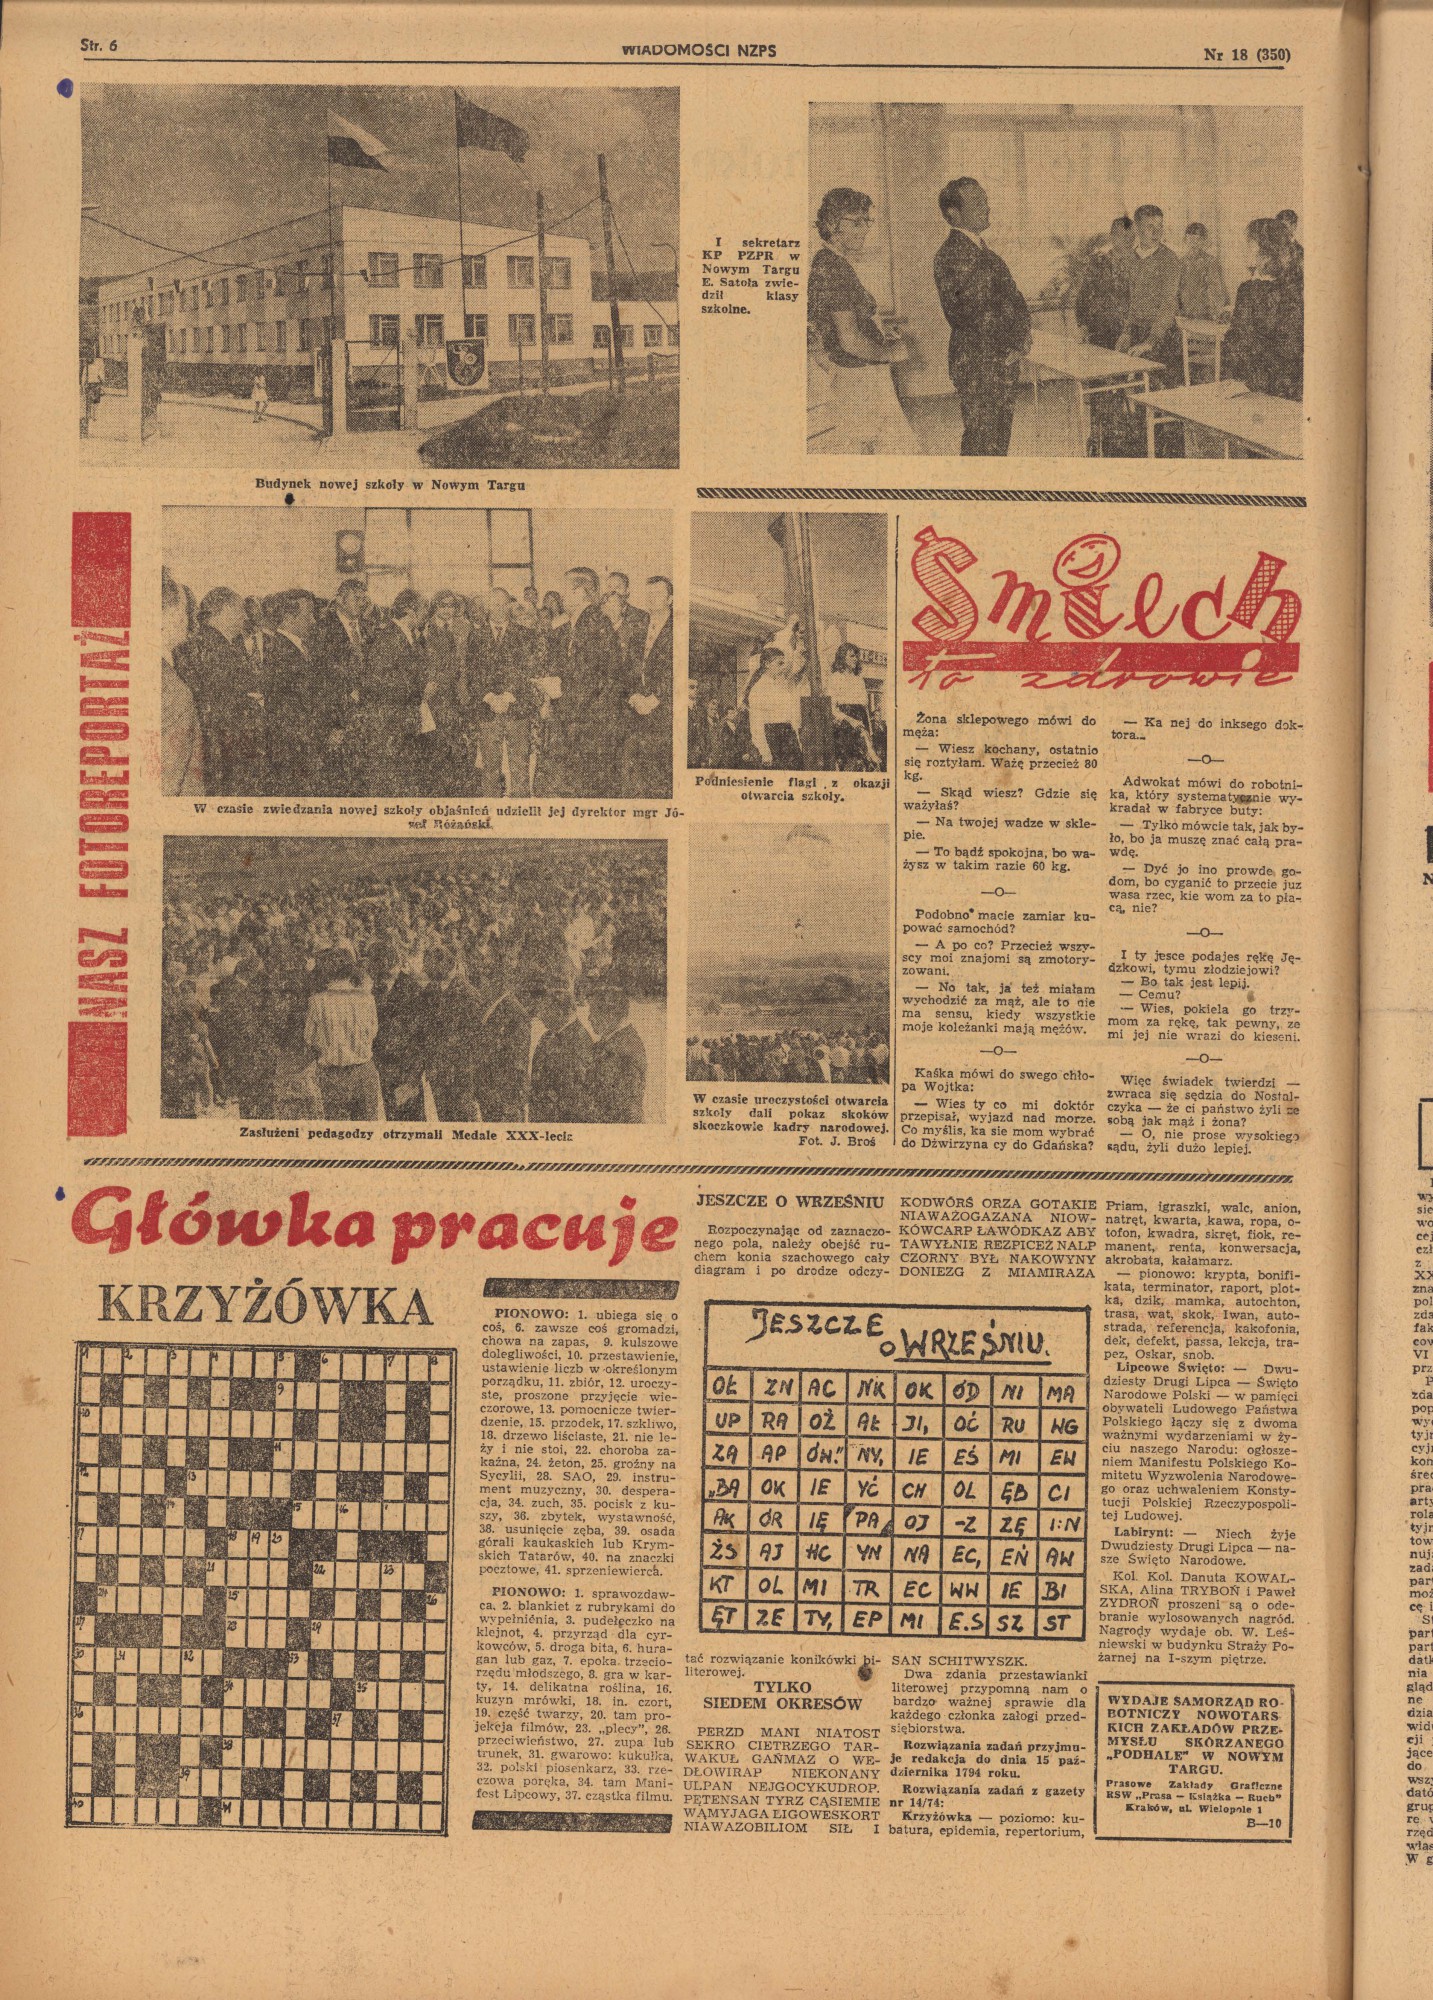 Str. 6
WIADOMOŚCI NZPS
Nr 18 (350)
I sekretarz
KP PZPR w
Nowym Targu
E. Satoła zwie-
dził klasy
szkolne.
Budynek nowej szkoły w Nowym Targu
NASZ FOTOREPORTAŻ
W czasie zwiedzania nowej szkoły objaśnień udzielił jej dyrektor mgr Jó-
zef Różański.
Podniesienie flagi z okazji
otwarcia szkoły.
Zasłużeni pedagodzy otrzymali Medale XXX-lecia
W czasie uroczystości otwarcia
szkoły dali pokaz skoków
skoczkowie kadry narodowej.
Fot. J. Broś
Śmiech
to zdrowie
Żona sklepowego mówi do
męża:
— Wiesz kochany, ostatnio
się roztyłam. Ważę przecież 80
kg.
— Skąd wiesz? Gdzie się
ważyłaś?
— Na twojej wadze w skle-
pie.
— To bądź spokojna, bo wa-
żysz w takim razie 60 kg.
—O—
Podobno macie zamiar ku-
pować samochód?
— A po co? Przecież wszy-
scy moi znajomi są zmotory-
zowani.
— No tak, ja też miałam
wychodzić za mąż, ale to nie
ma sensu, kiedy wszystkie
moje koleżanki mają mężów.
—O—
Kaśka mówi do swego chło-
pa Wojtka:
— Wies ty co mi doktór
przepisał, wyjazd nad morze.
Co myślis, ka sie mom wybrać
do Dźwirzyna cy do Gdańska?
— Ka nej do inksego dok-
tora...
—O—
Adwokat mówi do robotni-
ka, który systematycznie wy-
kradał w fabryce buty:
— Tylko mówcie tak, jak by-
ło, bo ja muszę znać całą pra-
wdę.
— Dyć jo ino prowde go-
dom, bo cyganić to przecie juz
wasa rzec, kie wom za to pła-
cą, nie?
—O—
I ty jesce podajes rękę Ję-
dzkowi, tymu złodziejowi?
— Bo tak jest lepij.
— Cemu?
— Wies, pokiela go trzy-
mom za rękę, tak pewny, ze
mi jej nie wrazi do kieseni.
—O—
Więc świadek twierdzi —
zwraca się sędzia do Nostal-
czyka — że ci państwo żyli ze
sobą jak mąż i żona?
— O, nie prose wysokiego
sądu, żyli dużo lepiej.
Główka pracuje
KRZYŻÓWKA
PIONOWO: 1. ubiega się o
coś, 6. zawsze coś gromadzi,
chowa na zapas, 9. kulszowe
dolegliwości, 10. przestawienie,
ustawienie liczb w określonym
porządku, 11. zbiór, 12. uroczy-
ste, proszone przyjęcie wie-
czorowe, 13. pomocnicze twier-
dzenie, 15. przodek, 17. szkliwo,
18. drzewo liściaste, 21. nie le-
ży i nie stoi, 22. choroba za-
kaźna, 24. żeton, 25. groźny na
Sycylii, 28. SAO, 29. instru-
ment muzyczny, 30. despera-
cja, 34. zuch, 35. pocisk z ku-
szy, 36. zbytek, wystawność,
38. usunięcie zęba, 39. osada
górali kaukaskich lub Krym-
skich Tatarów, 40. na znaczki
pocztowe, 41. sprzeniewierca.
PIONOWO: 1. sprawozdaw-
ca, 2. blankiet z rubrykami do
wypełnienia, 3. pudełeczko na
klejnot, 4. przyrząd dla cyr-
kowców, 5. droga bita, 6. hura-
gan lub gaz, 7. epoka trzecio-
rzędu młodszego, 8. gra w kar-
ty, 14. delikatna roślina, 16.
kuzyn mrówki, 18. in. czort,
19. część twarzy, 20. tam pro-
jekcja filmów, 23. „plecy", 26.
przeciwieństwo, 27. zupa lub
trunek, 31. gwarowo: kukułka,
32. polski piosenkarz, 33. rze-
czowa poręka, 34. tam Mani-
fest Lipcowy, 37. cząstka filmu.
JESZCZE O WRZEŚNIU
Rozpoczynając od zaznaczo-
nego pola, należy obejść ru-
chem konia szachowego cały
diagram i po drodze odczy-
KODWÓRŚ ORZA GOTAKIE
NIAWAŻOGAZANA NIOW-
KÓWCARP ŁAWÓDKAZ ABY
TAWYŁNIE REZPICEŻ NALP
CZORNY BYŁ NAKOWYNY
DONIEZG Z MIAMIRAZA
JESZCZE
O WRZEŚNIU.
OŁ ZN AC NK OK ÓD NI MA
UP RA OŻ AŁ JI, OĆ RU WG
ZA AP ÓW." NY, IE EŚ MI EW
„BA OK IE YĆ CH OL ĘB CI
AK ÓR IĘ PA OJ -Z ZĘ I:N
ŻS AJ HC YN NA EC, EŃ AW
KT OL MI TR EC WW IE BI
ĘT ZE TY, EP MI E.S SZ ST
tać rozwiązanie konikówki bi-
literowej.
TYLKO
SIEDEM OKRESÓW
PERZD MANI NIATOST
SEKRO CIETRZEGO TAR-
WAKUŁ GAŃMAZ O WE-
DŁOWIRAP NIEKONANY
ULPAN NEJGOCYKUDROP.
PĘTENSAN TYRZ CĄSIEMIE
WĄMYJAGA ŁIGOWESKORT
NIAWAZOBILIOM SIŁ I
SAN SCHITWYSZK.
Dwa zdania przestawianki
literowej przypomną nam o
bardzo ważnej sprawie dla
każdego członka załogi przed-
siębiorstwa.
Rozwiązania zadań przyjmu-
je redakcja do dnia 15 paź-
dziernika 1794 roku.
Rozwiązania zadań z gazety
nr 14/74:
Krzyżówka — poziomo: ku-
batura, epidemia, repertorium,
Priam, igraszki, walc, anion,
natręt, kwarta, kawa, ropa, o-
tofon, kwadra, skręt, fiok, re-
manent, renta, konwersacja,
akrobata, kałamarz.
— pionowo: krypta, bonifi-
kata, terminator, raport, plot-
ka, dzik, mamka, autochton,
trasa, wat, skok, Iwan, auto-
strada, referencja, kakofonia,
dek, defekt, passa, lekcja, tra-
pez, Oskar, snob.
Lipcowe Święto: — Dwu-
dziesty Drugi Lipca — Święto
Narodowe Polski — w pamięci
obywateli Ludowego Państwa
Polskiego łączy się z dwoma
ważnymi wydarzeniami w ży-
ciu naszego Narodu: ogłosze-
niem Manifestu Polskiego Ko-
mitetu Wyzwolenia Narodowe-
go oraz uchwaleniem Konsty-
tucji Polskiej Rzeczypospoli-
tej Ludowej.
Labirynt: — Niech żyje
Dwudziesty Drugi Lipca — na-
sze Święto Narodowe.
Kol. Kol. Danuta KOWAL-
SKA, Alina TRYBOŃ i Paweł
ZYDROŃ proszeni są o ode-
branie wylosowanych nagród.
Nagrody wydaje ob. W. Leś-
niewski w budynku Straży Po-
żarnej na I-szym piętrze.
WYDAJE SAMORZĄD RO-
BOTNICZY NOWOTARS-
KICH ZAKŁADÓW PRZE-
MYSŁU SKÓRZANEGO
„PODHALE" W NOWYM
TARGU.
Prasowe Zakłady Graficzne
RSW „Prasa — Książka — Ruch"
Kraków, ul. Wielopole 1
B—10